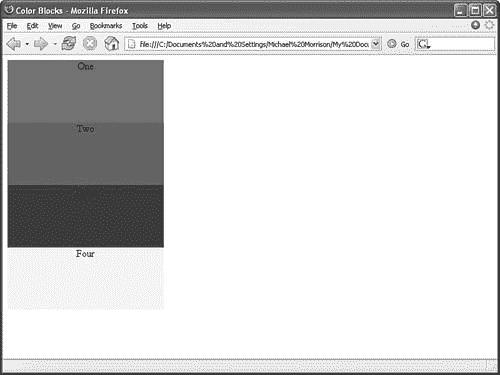 Color Blocks - Mozilla Firefox
File Edit View Go Bookmarks Tools Help
file:///C:/Documents%20and%20Settings/Michael%20Morrison/My%20Doc Go
One
Two
Four